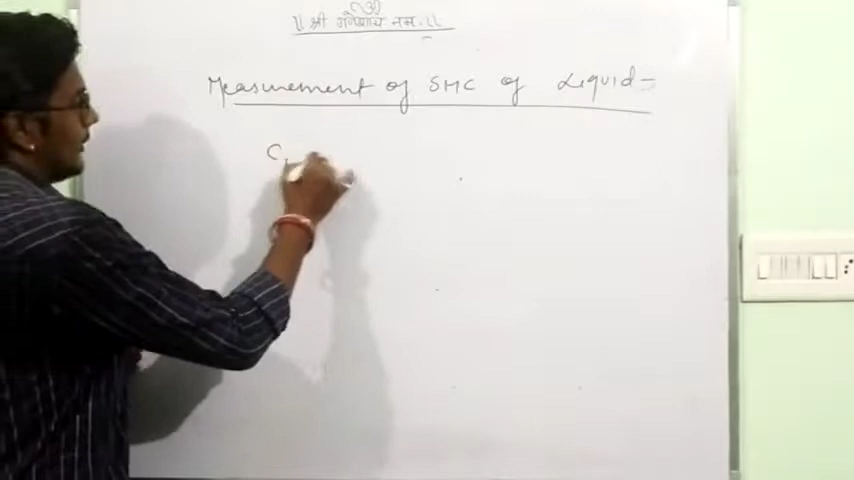 ॥ श्री गणेशाय नमः ॥
Measurement of SHC of Liquid =
C